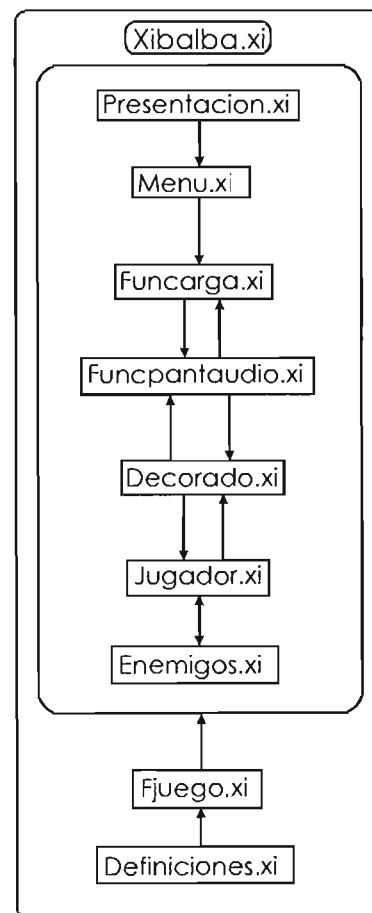 Xibalba.xi
Presentacion.xi
Menu.xi
Funcarga.xi
Funcpantaudio.xi
Decorado.xi
Jugador.xi
Enemigos.xi
Fjuego.xi
Definiciones.xi